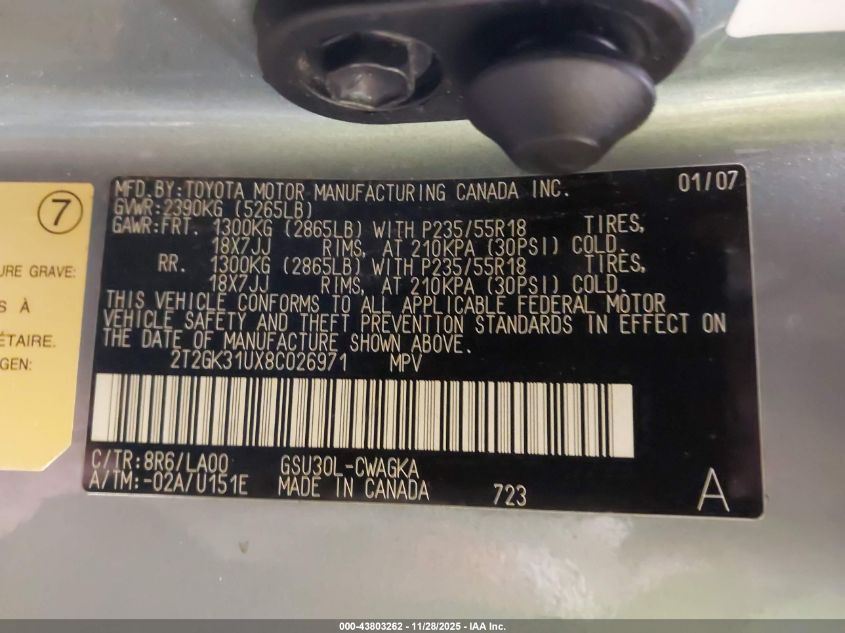 7
URE GRAVE:
S À
ÉTAIRE.
GEN:
MFD.BY:TOYOTA MOTOR MANUFACTURING CANADA INC. 01/07
GVWR:2390KG (5265LB)
GAWR:FRT. 1300KG (2865LB) WITH P235/55R18 TIRES,
18X7JJ RIMS, AT 210KPA (30PSI) COLD.
RR. 1300KG (2865LB) WITH P235/55R18 TIRES,
18X7JJ RIMS, AT 210KPA (30PSI) COLD.
THIS VEHICLE CONFORMS TO ALL APPLICABLE FEDERAL MOTOR
VEHICLE SAFETY AND THEFT PREVENTION STANDARDS IN EFFECT ON
THE DATE OF MANUFACTURE SHOWN ABOVE.
2T2GK31UX8C026971 MPV
C/TR:8R6/LA00 GSU30L-CWAGKA
A/TM:-02A/U151E MADE IN CANADA 723 A
000-43803262 - 11/28/2025 - IAA Inc.